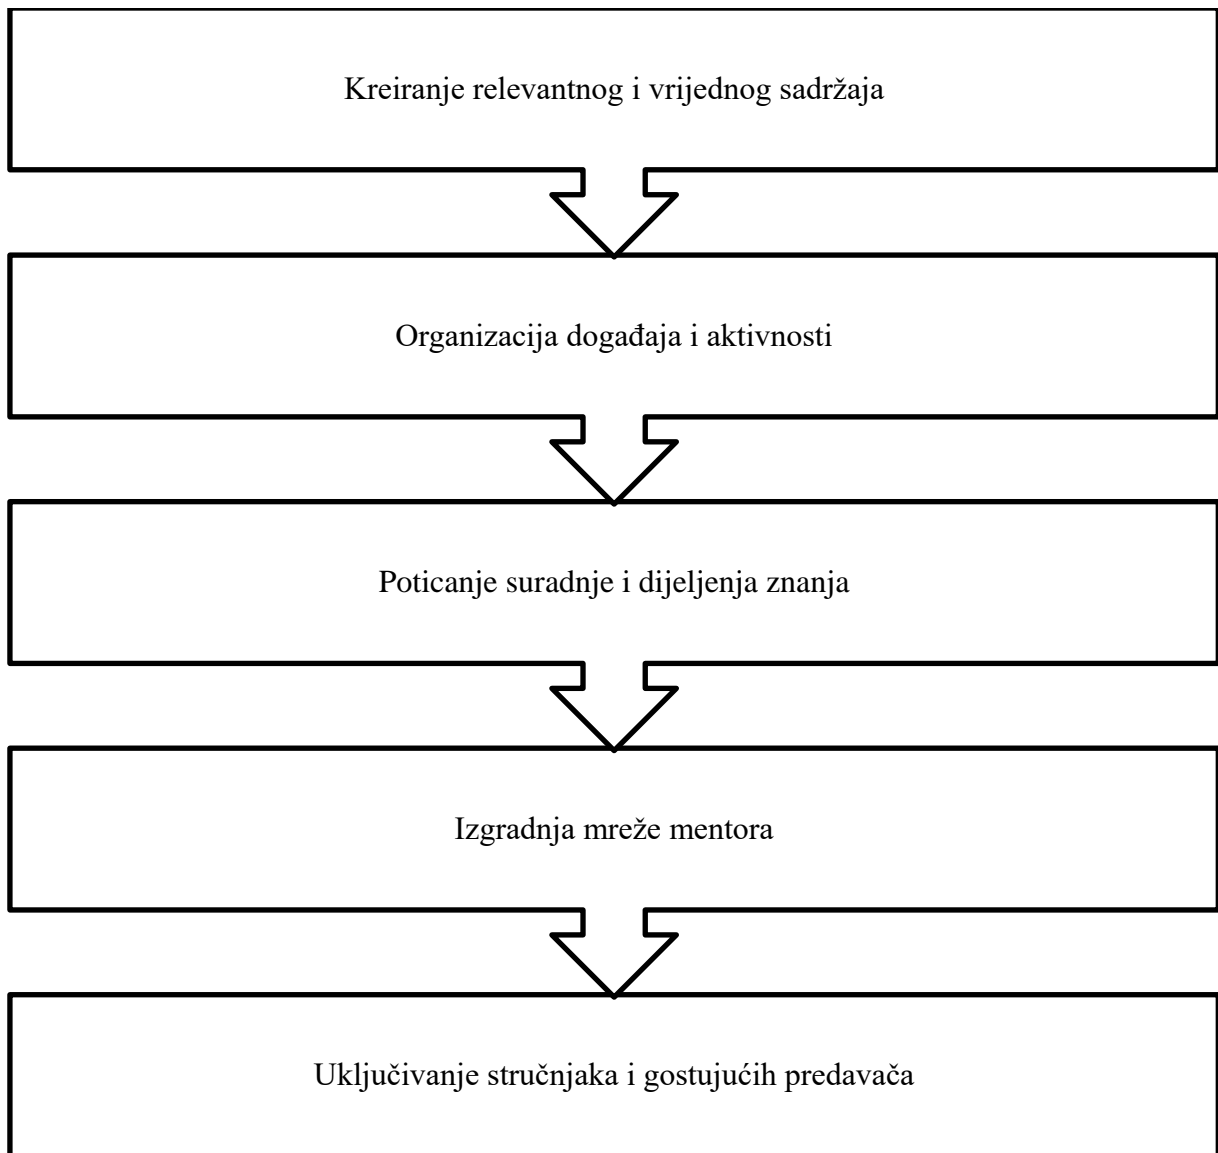 Kreiranje relevantnog i vrijednog sadržaja
Organizacija događaja i aktivnosti
Poticanje suradnje i dijeljenja znanja
Izgradnja mreže mentora
Uključivanje stručnjaka i gostujućih predavača